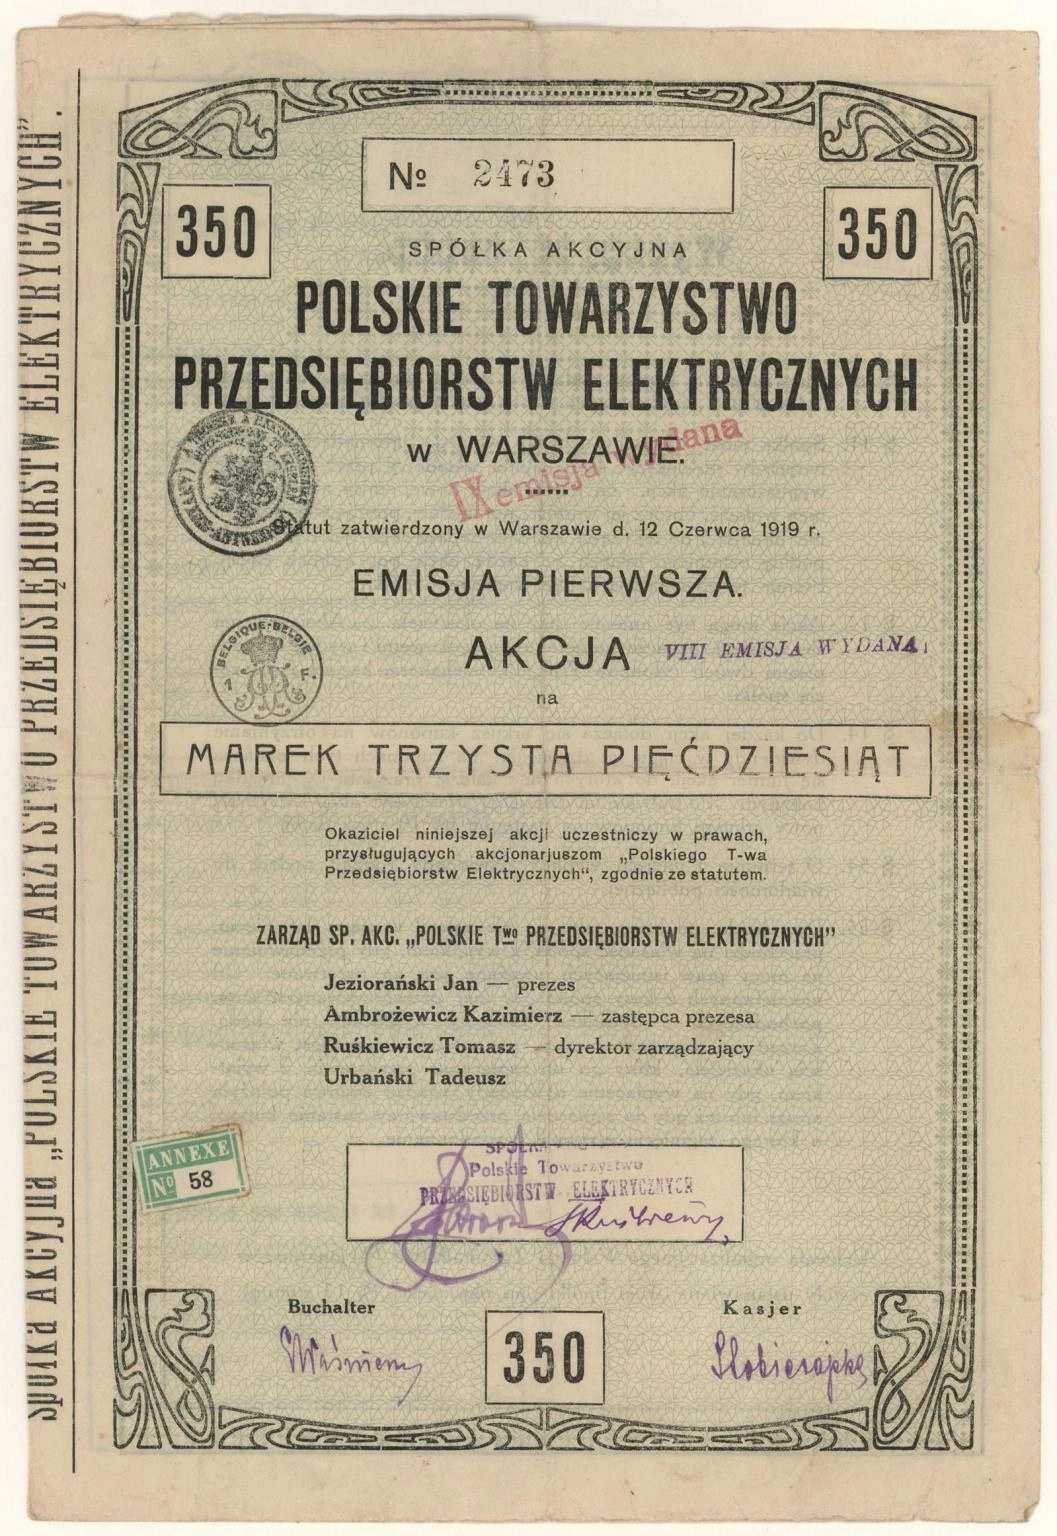 Spółka Akcyjna „POLSKIE TOWARZYSTWO PRZEDSIĘBIORSTW ELEKTRYCZNYCH”.
№ 2473
350
350
SPÓŁKA AKCYJNA
POLSKIE TOWARZYSTWO
PRZEDSIĘBIORSTW ELEKTRYCZNYCH
w WARSZAWIE.
IX emisja wydana
Statut zatwierdzony w Warszawie d. 12 Czerwca 1919 r.
EMISJA PIERWSZA.
BELGIQUE-BELGIE
1 F.
AKCJA
VIII EMISJA WYDANA
na
MAREK TRZYSTA PIĘĆDZIESIĄT
Okaziciel niniejszej akcji uczestniczy w prawach,
przysługujących akcjonarjuszom „Polskiego T-wa
Przedsiębiorstw Elektrycznych“, zgodnie ze statutem.
ZARZĄD SP. AKC. „POLSKIE Two PRZEDSIĘBIORSTW ELEKTRYCZNYCH”
Jeziorański Jan — prezes
Ambrożewicz Kazimierz — zastępca prezesa
Ruśkiewicz Tomasz — dyrektor zarządzający
Urbański Tadeusz
ANNEXE
No 58
SPÓŁKA
Polskie Towarzystwo
PRZEDSIĘBIORSTW ELEKTRYCZNYCH
Buchalter
Kasjer
350